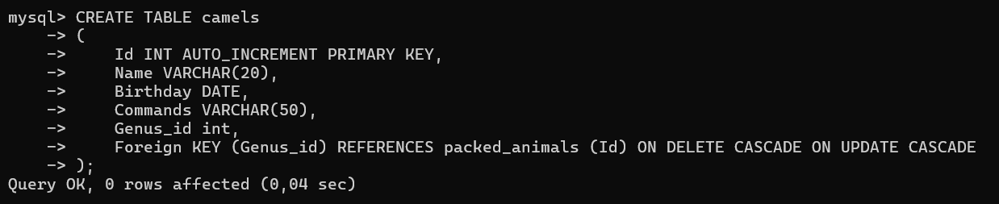 mysql> CREATE TABLE camels
    -> (
    ->     Id INT AUTO_INCREMENT PRIMARY KEY,
    ->     Name VARCHAR(20),
    ->     Birthday DATE,
    ->     Commands VARCHAR(50),
    ->     Genus_id int,
    ->     Foreign KEY (Genus_id) REFERENCES packed_animals (Id) ON DELETE CASCADE ON UPDATE CASCADE
    -> );
Query OK, 0 rows affected (0,04 sec)